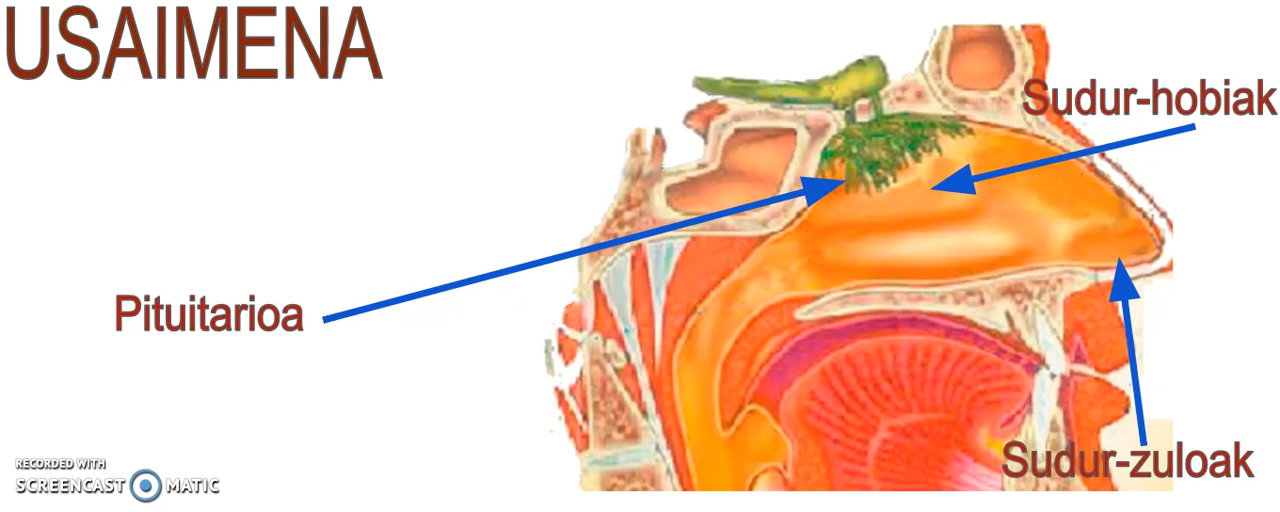 USAIMENA
Sudur-hobiak
Pituitarioa
Sudur-zuloak
RECORDED WITH
SCREENCAST MATIC